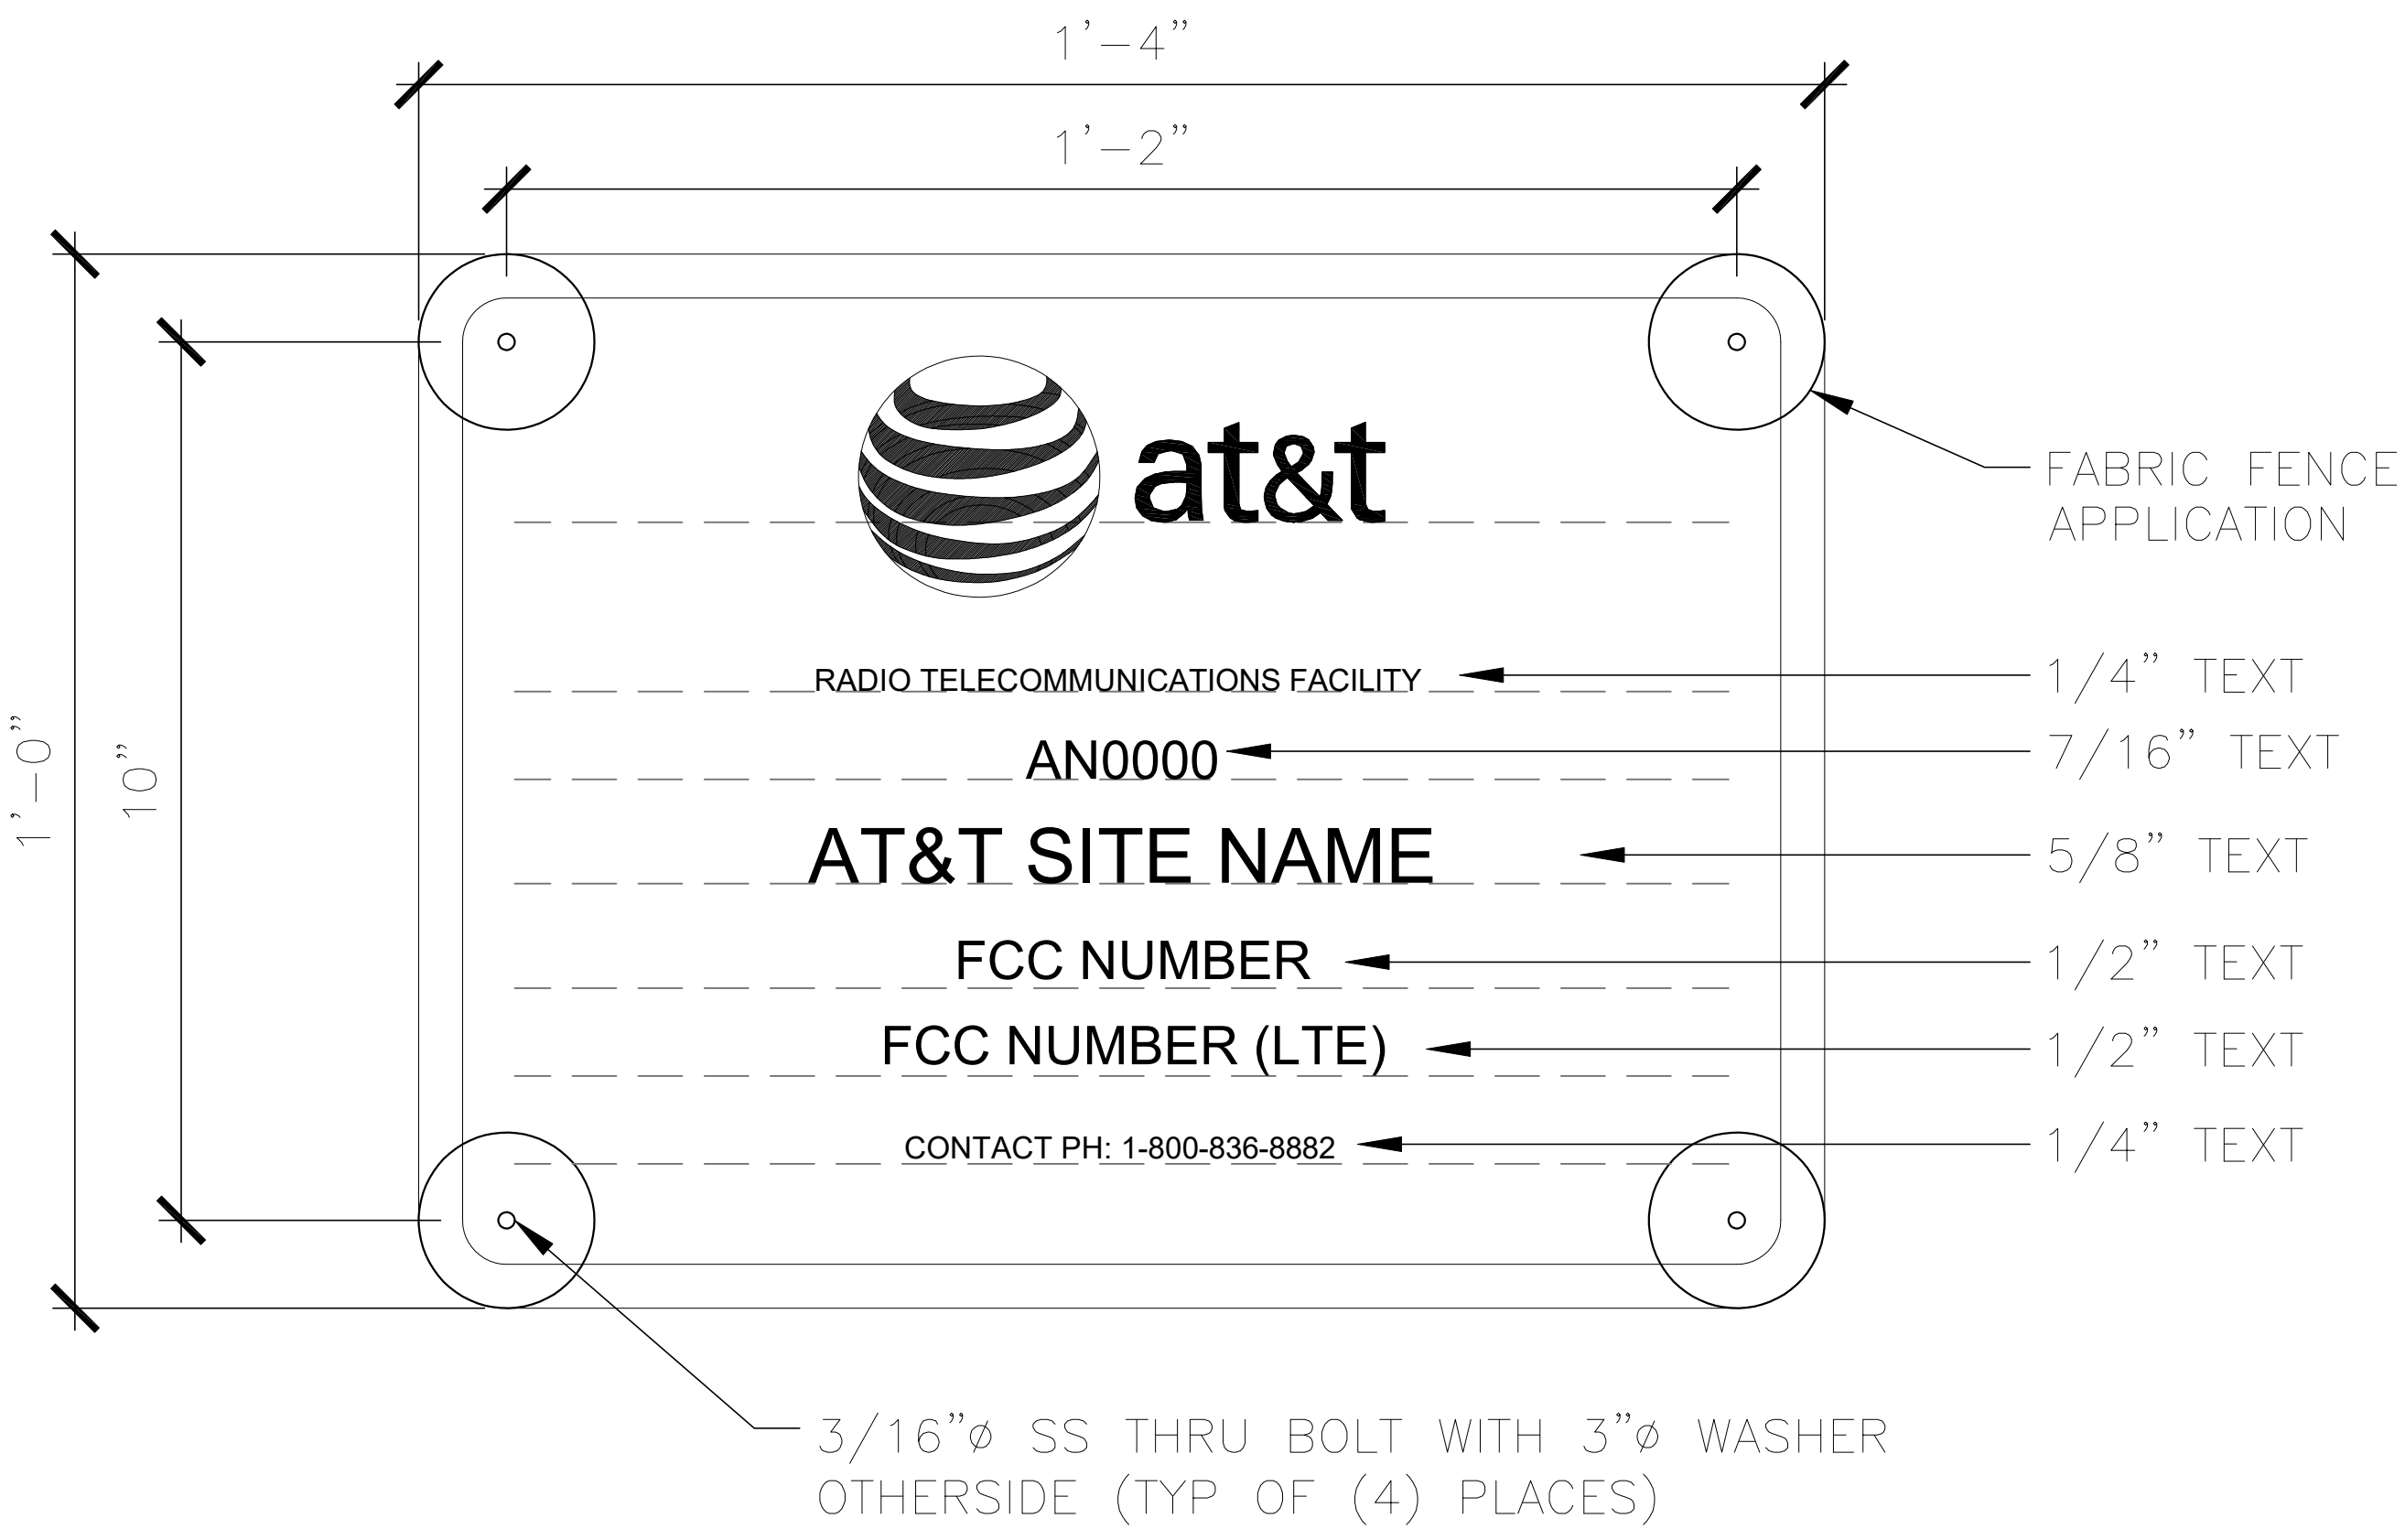 1'-4"
1'-2"
1'-0"
10"
at&t
FABRIC FENCE
APPLICATION
RADIO TELECOMMUNICATIONS FACILITY
1/4" TEXT
AN0000
7/16" TEXT
AT&T SITE NAME
5/8" TEXT
FCC NUMBER
1/2" TEXT
FCC NUMBER (LTE)
1/2" TEXT
CONTACT PH: 1-800-836-8882
1/4" TEXT
3/16"ø SS THRU BOLT WITH 3"ø WASHER
OTHERSIDE (TYP OF (4) PLACES)